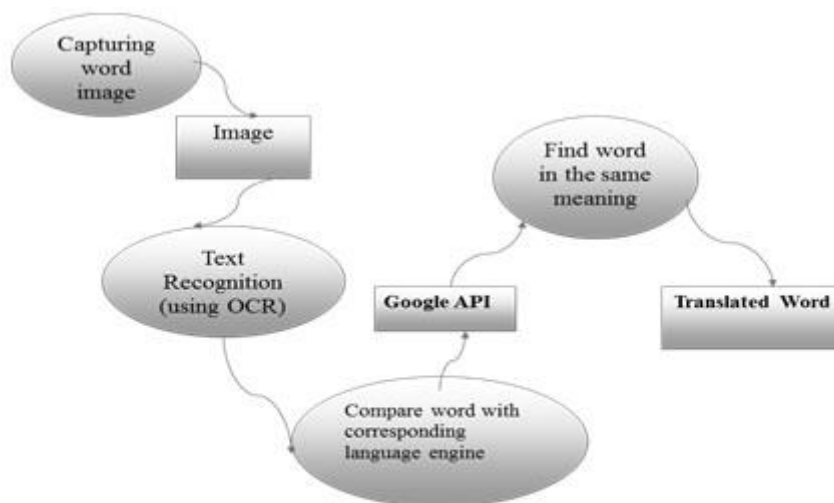 Capturing
word
image
Image
Text
Recognition
(using OCR)
Compare word with
corresponding
language engine
Google API
Find word
in the same
meaning
Translated Word